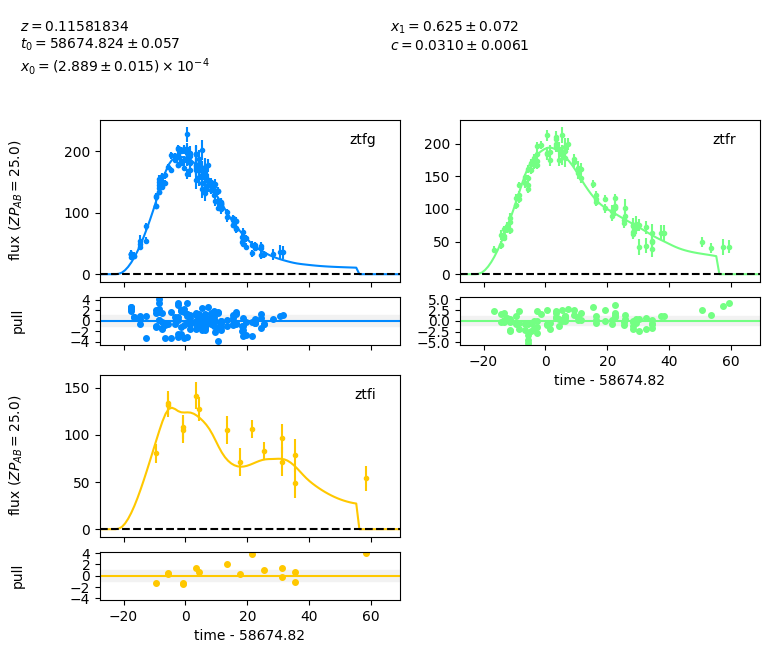 z = 0.11581834
t₀ = 58674.824 ± 0.057
x₀ = (2.889 ± 0.015) × 10⁻⁴
x₁ = 0.625 ± 0.072
c = 0.0310 ± 0.0061
flux (ZP_AB = 25.0)
200
100
0
ztfg
200
150
100
50
0
ztfr
pull
4
2
0
−2
−4
5.0
2.5
0.0
−2.5
−5.0
−20 0 20 40 60
time - 58674.82
flux (ZP_AB = 25.0)
150
100
50
0
ztfi
pull
4
2
0
−2
−4
−20 0 20 40 60
time - 58674.82